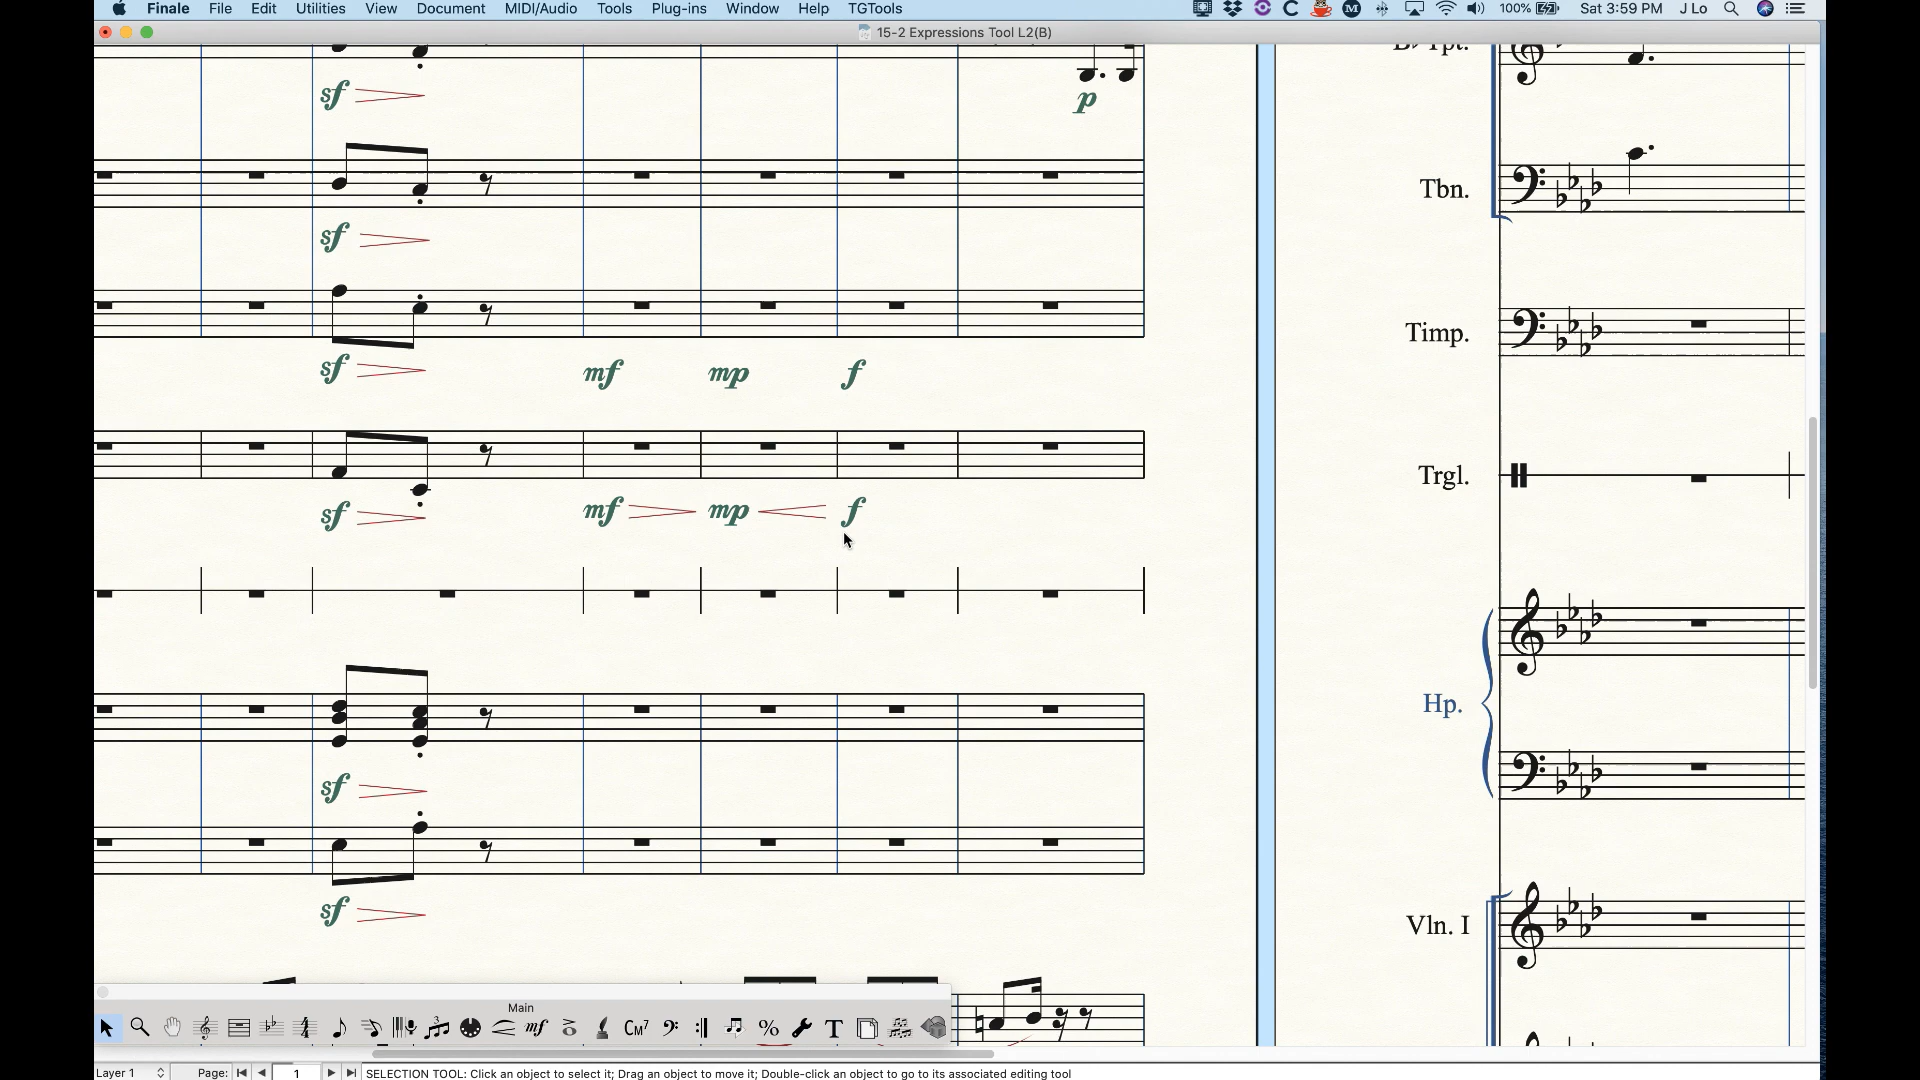 Finale File Edit Utilities View Document MIDI/Audio Tools Plug-ins Window Help TGTools 100% Sat 3:59 PM J Lo
15-2 Expressions Tool L2(B)
sf
p
Tbn.
sf
Timp.
sf mf mp f
Trgl.
sf mf mp f
Hp.
sf
sf
Vln. I
Main
mf CM7 % T
Layer 1 Page: 1 SELECTION TOOL: Click an object to select it; Drag an object to move it; Double-click an object to go to its associated editing tool